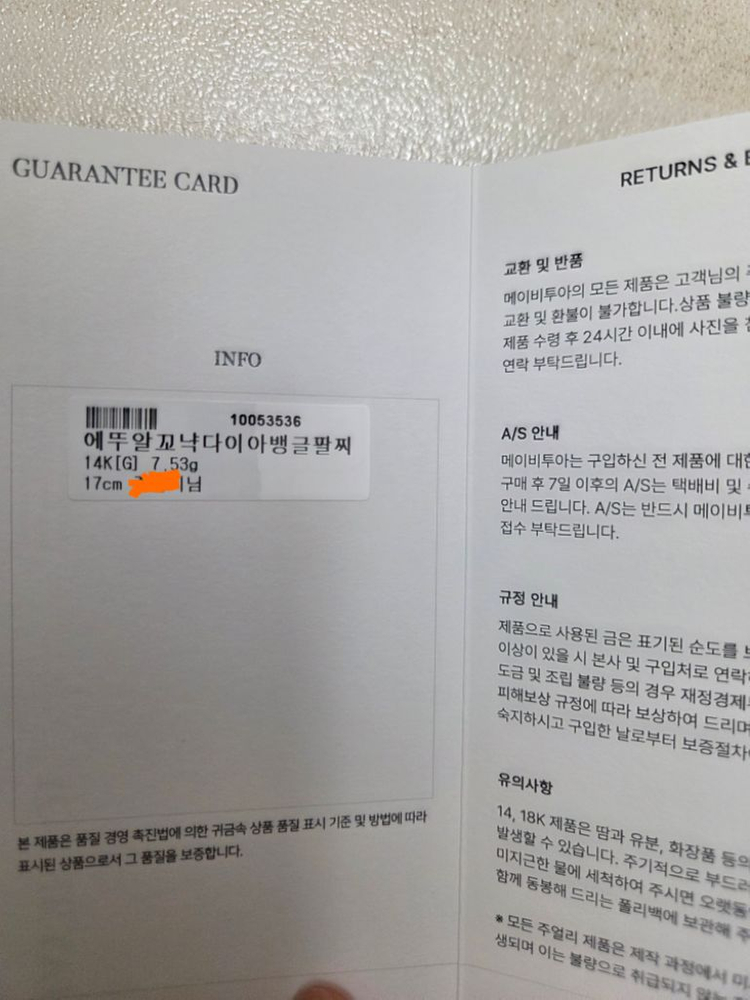 GUARANTEE CARD
INFO
10053536
에뚜알꼬냑다이아뱅글팔찌
14K[G] 7.53g
17cm 님
본 제품은 품질 경영 촉진법에 의한 귀금속 상품 품질 표시 기준 및 방법에 따라
표시된 상품으로서 그 품질을 보증합니다.
RETURNS &
교환 및 반품
메이비투아의 모든 제품은 고객님의
교환 및 환불이 불가합니다.상품 불량
제품 수령 후 24시간 이내에 사진을
연락 부탁드립니다.
A/S 안내
메이비투아는 구입하신 전 제품에 대한
구매 후 7일 이후의 A/S는 택배비 및
안내 드립니다. A/S는 반드시 메이비투
접수 부탁드립니다.
규정 안내
제품으로 사용된 금은 표기된 순도를
이상이 있을 시 본사 및 구입처로 연락
도금 및 조립 불량 등의 경우 재정경제
피해보상 규정에 따라 보상하여 드리며
숙지하시고 구입한 날로부터 보증절차
유의사항
14, 18K 제품은 땀과 유분, 화장품 등의
발생할 수 있습니다. 주기적으로 부드러
미지근한 물에 세척하여 주시면 오랫동
함께 동봉해 드리는 폴리백에 보관해 주
※ 모든 주얼리 제품은 제작 과정에서 미
생되며 이는 불량으로 취급되지 않